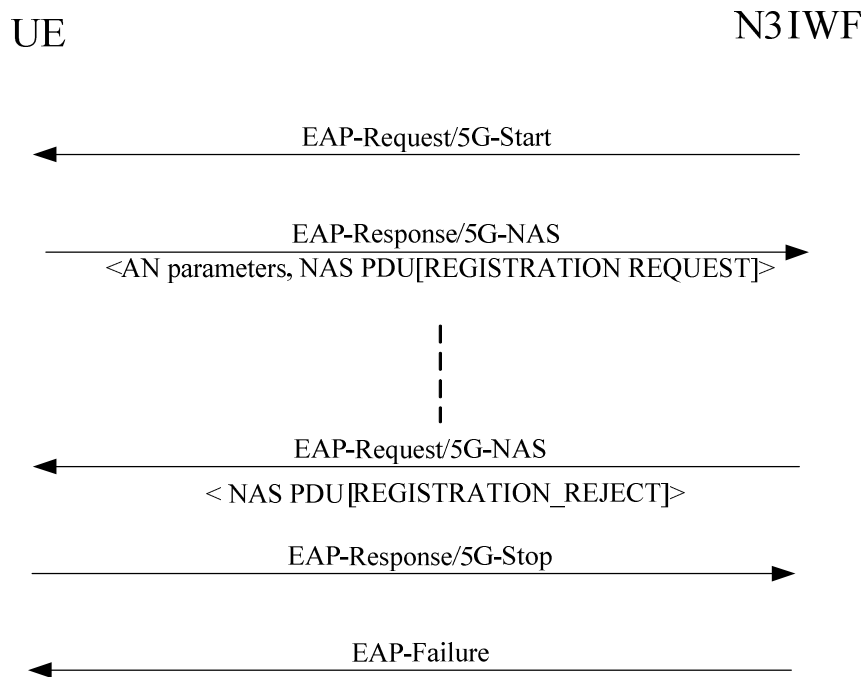 UE
N3IWF
EAP-Request/5G-Start
EAP-Response/5G-NAS
<AN parameters, NAS PDU[REGISTRATION REQUEST]>
EAP-Request/5G-NAS
< NAS PDU[REGISTRATION_REJECT]>
EAP-Response/5G-Stop
EAP-Failure